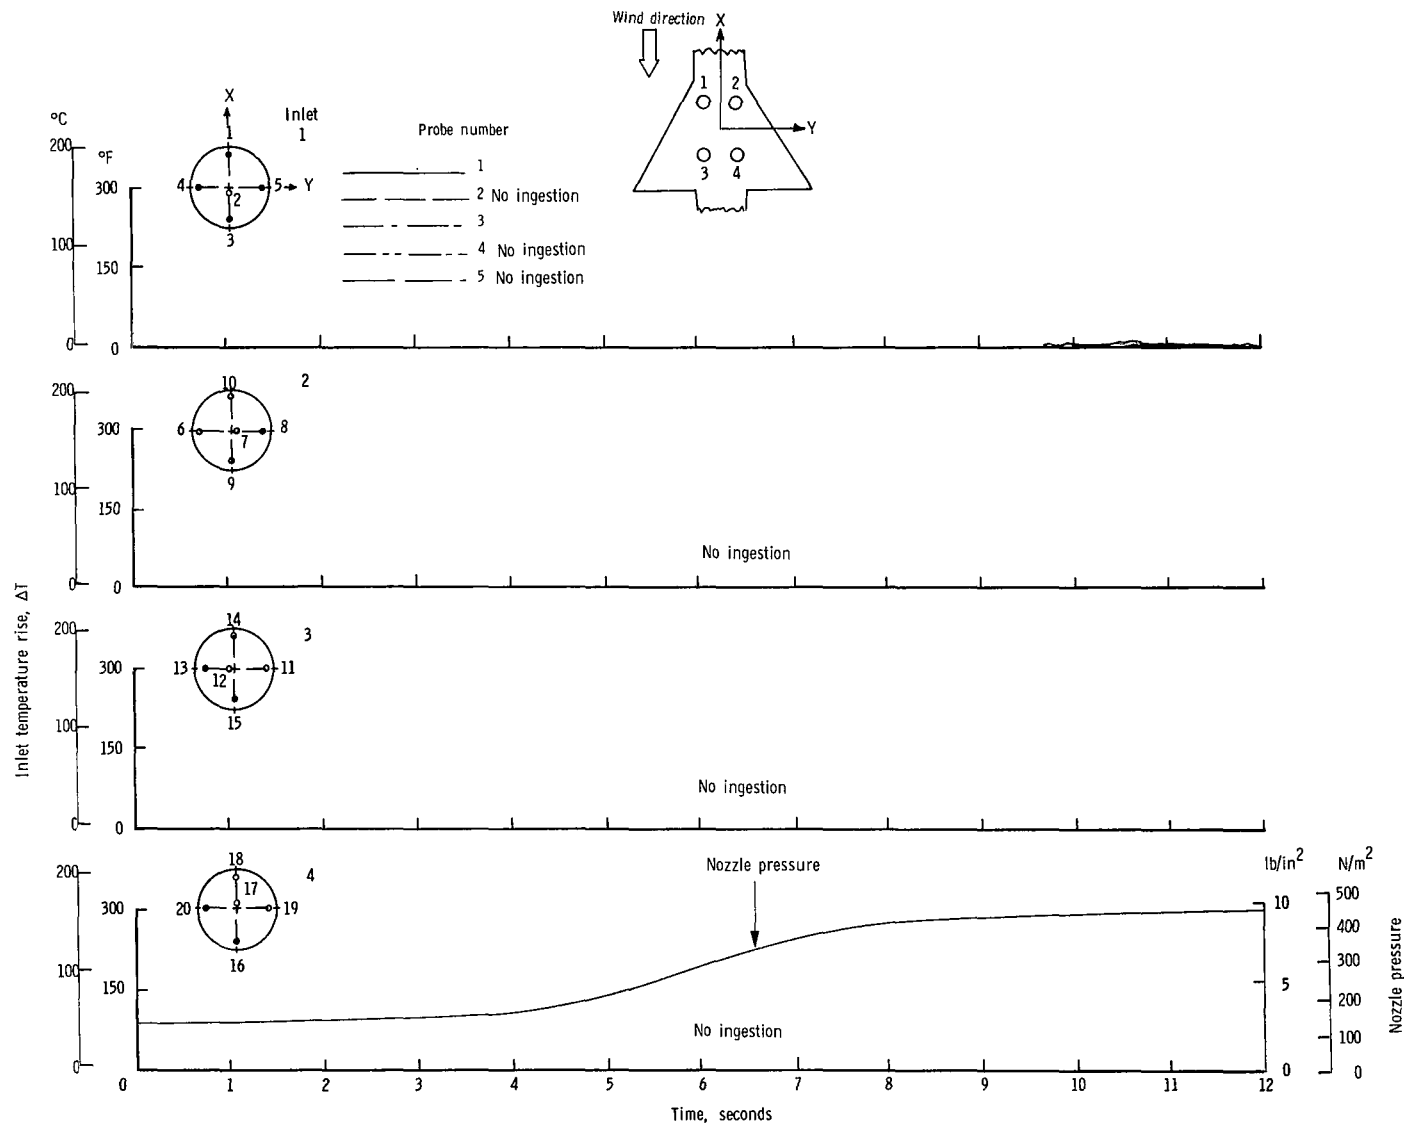 Wind direction X
1 2
Y
3 4
X
Inlet
1
1
4 5 Y
2
3
Probe number
1
2 No ingestion
3
4 No ingestion
5 No ingestion
°C
200
100
0
°F
300
150
0
10 2
6 7 8
9
200
100
0
300
150
0
No ingestion
14 3
13 12 11
15
200
100
0
300
150
0
No ingestion
Inlet temperature rise, ΔT
18 4
17
20 19
16
200
100
0
300
150
Nozzle pressure
No ingestion
lb/in2 N/m2
10
5
0
500
400
300
200
100
0
Nozzle pressure
0 1 2 3 4 5 6 7 8 9 10 11 12
Time, seconds